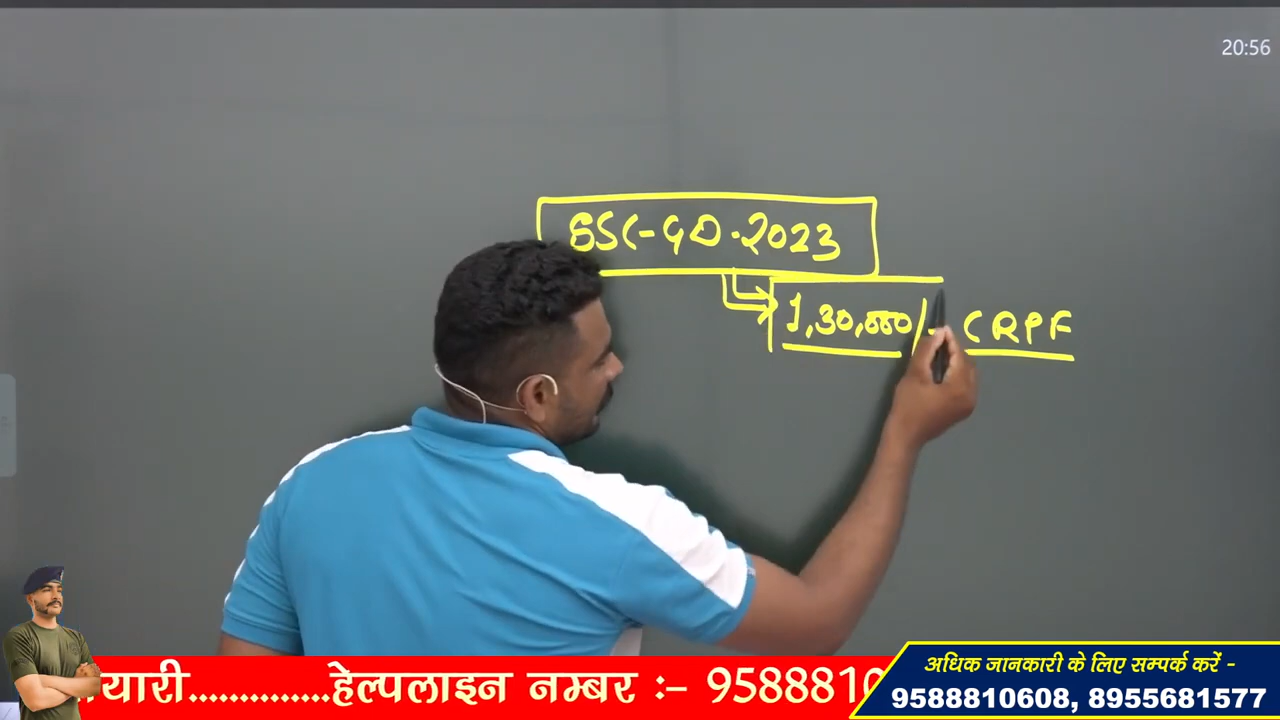 20:56
SSC-GD-2023
1,30,000/- CRPF
यारी..............हेल्पलाइन नम्बर :- 9588810
अधिक जानकारी के लिए सम्पर्क करें -
9588810608, 8955681577